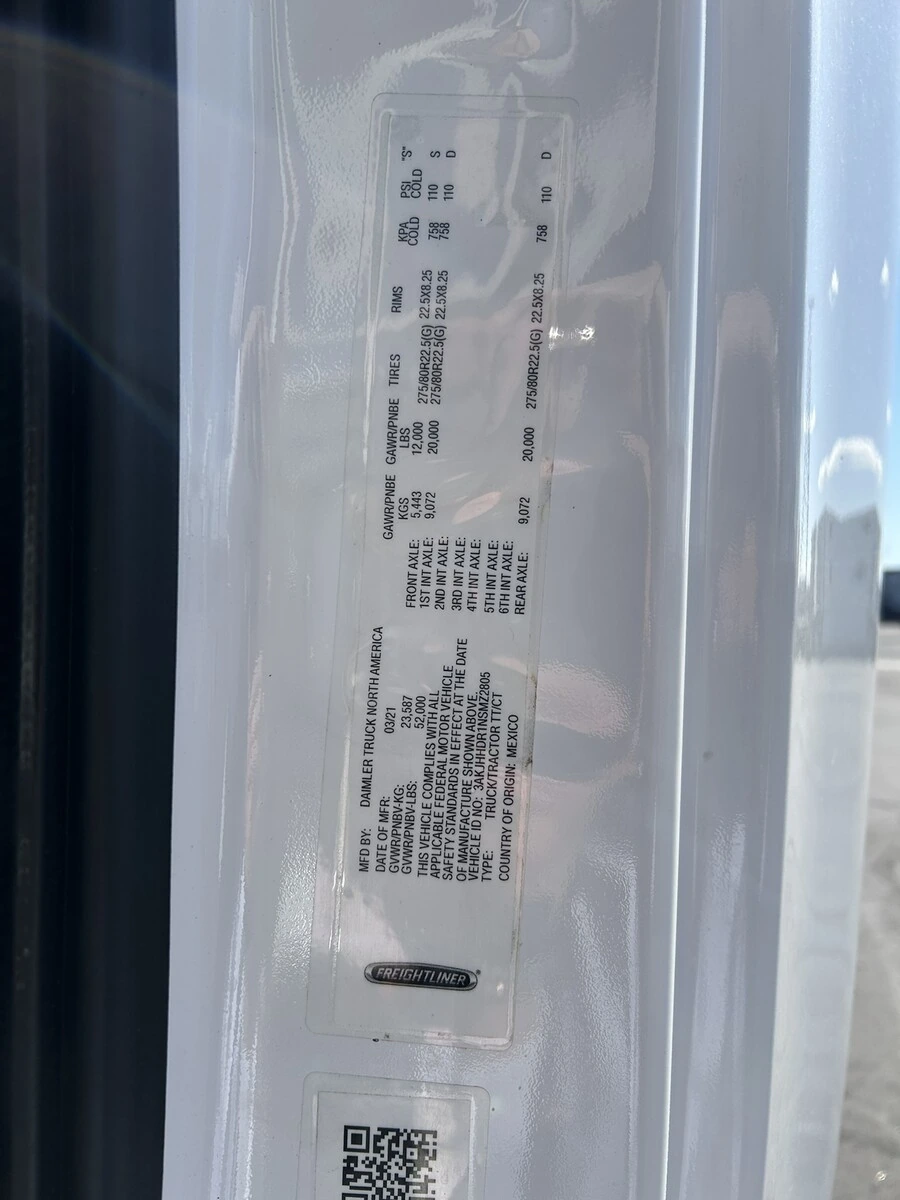 FREIGHTLINER®
MFD BY: DAIMLER TRUCK NORTH AMERICA
DATE OF MFR: 03/21
GVWR/PNBV-KG: 23,587
GVWR/PNBV-LBS: 52,000
THIS VEHICLE COMPLIES WITH ALL
APPLICABLE FEDERAL MOTOR VEHICLE
SAFETY STANDARDS IN EFFECT AT THE DATE
OF MANUFACTURE SHOWN ABOVE.
VEHICLE ID NO: 3AKJHHDR1NSMZ2805
TYPE: TRUCK/TRACTOR TT/CT
COUNTRY OF ORIGIN: MEXICO
GAWR/PNBE GAWR/PNBE TIRES RIMS KPA PSI "S"
KGS LBS COLD COLD
FRONT AXLE: 5,443 12,000 275/80R22.5(G) 22.5X8.25 758 110 S
1ST INT AXLE: 9,072 20,000 275/80R22.5(G) 22.5X8.25 758 110 D
2ND INT AXLE:
3RD INT AXLE:
4TH INT AXLE:
5TH INT AXLE:
6TH INT AXLE:
REAR AXLE: 9,072 20,000 275/80R22.5(G) 22.5X8.25 758 110 D